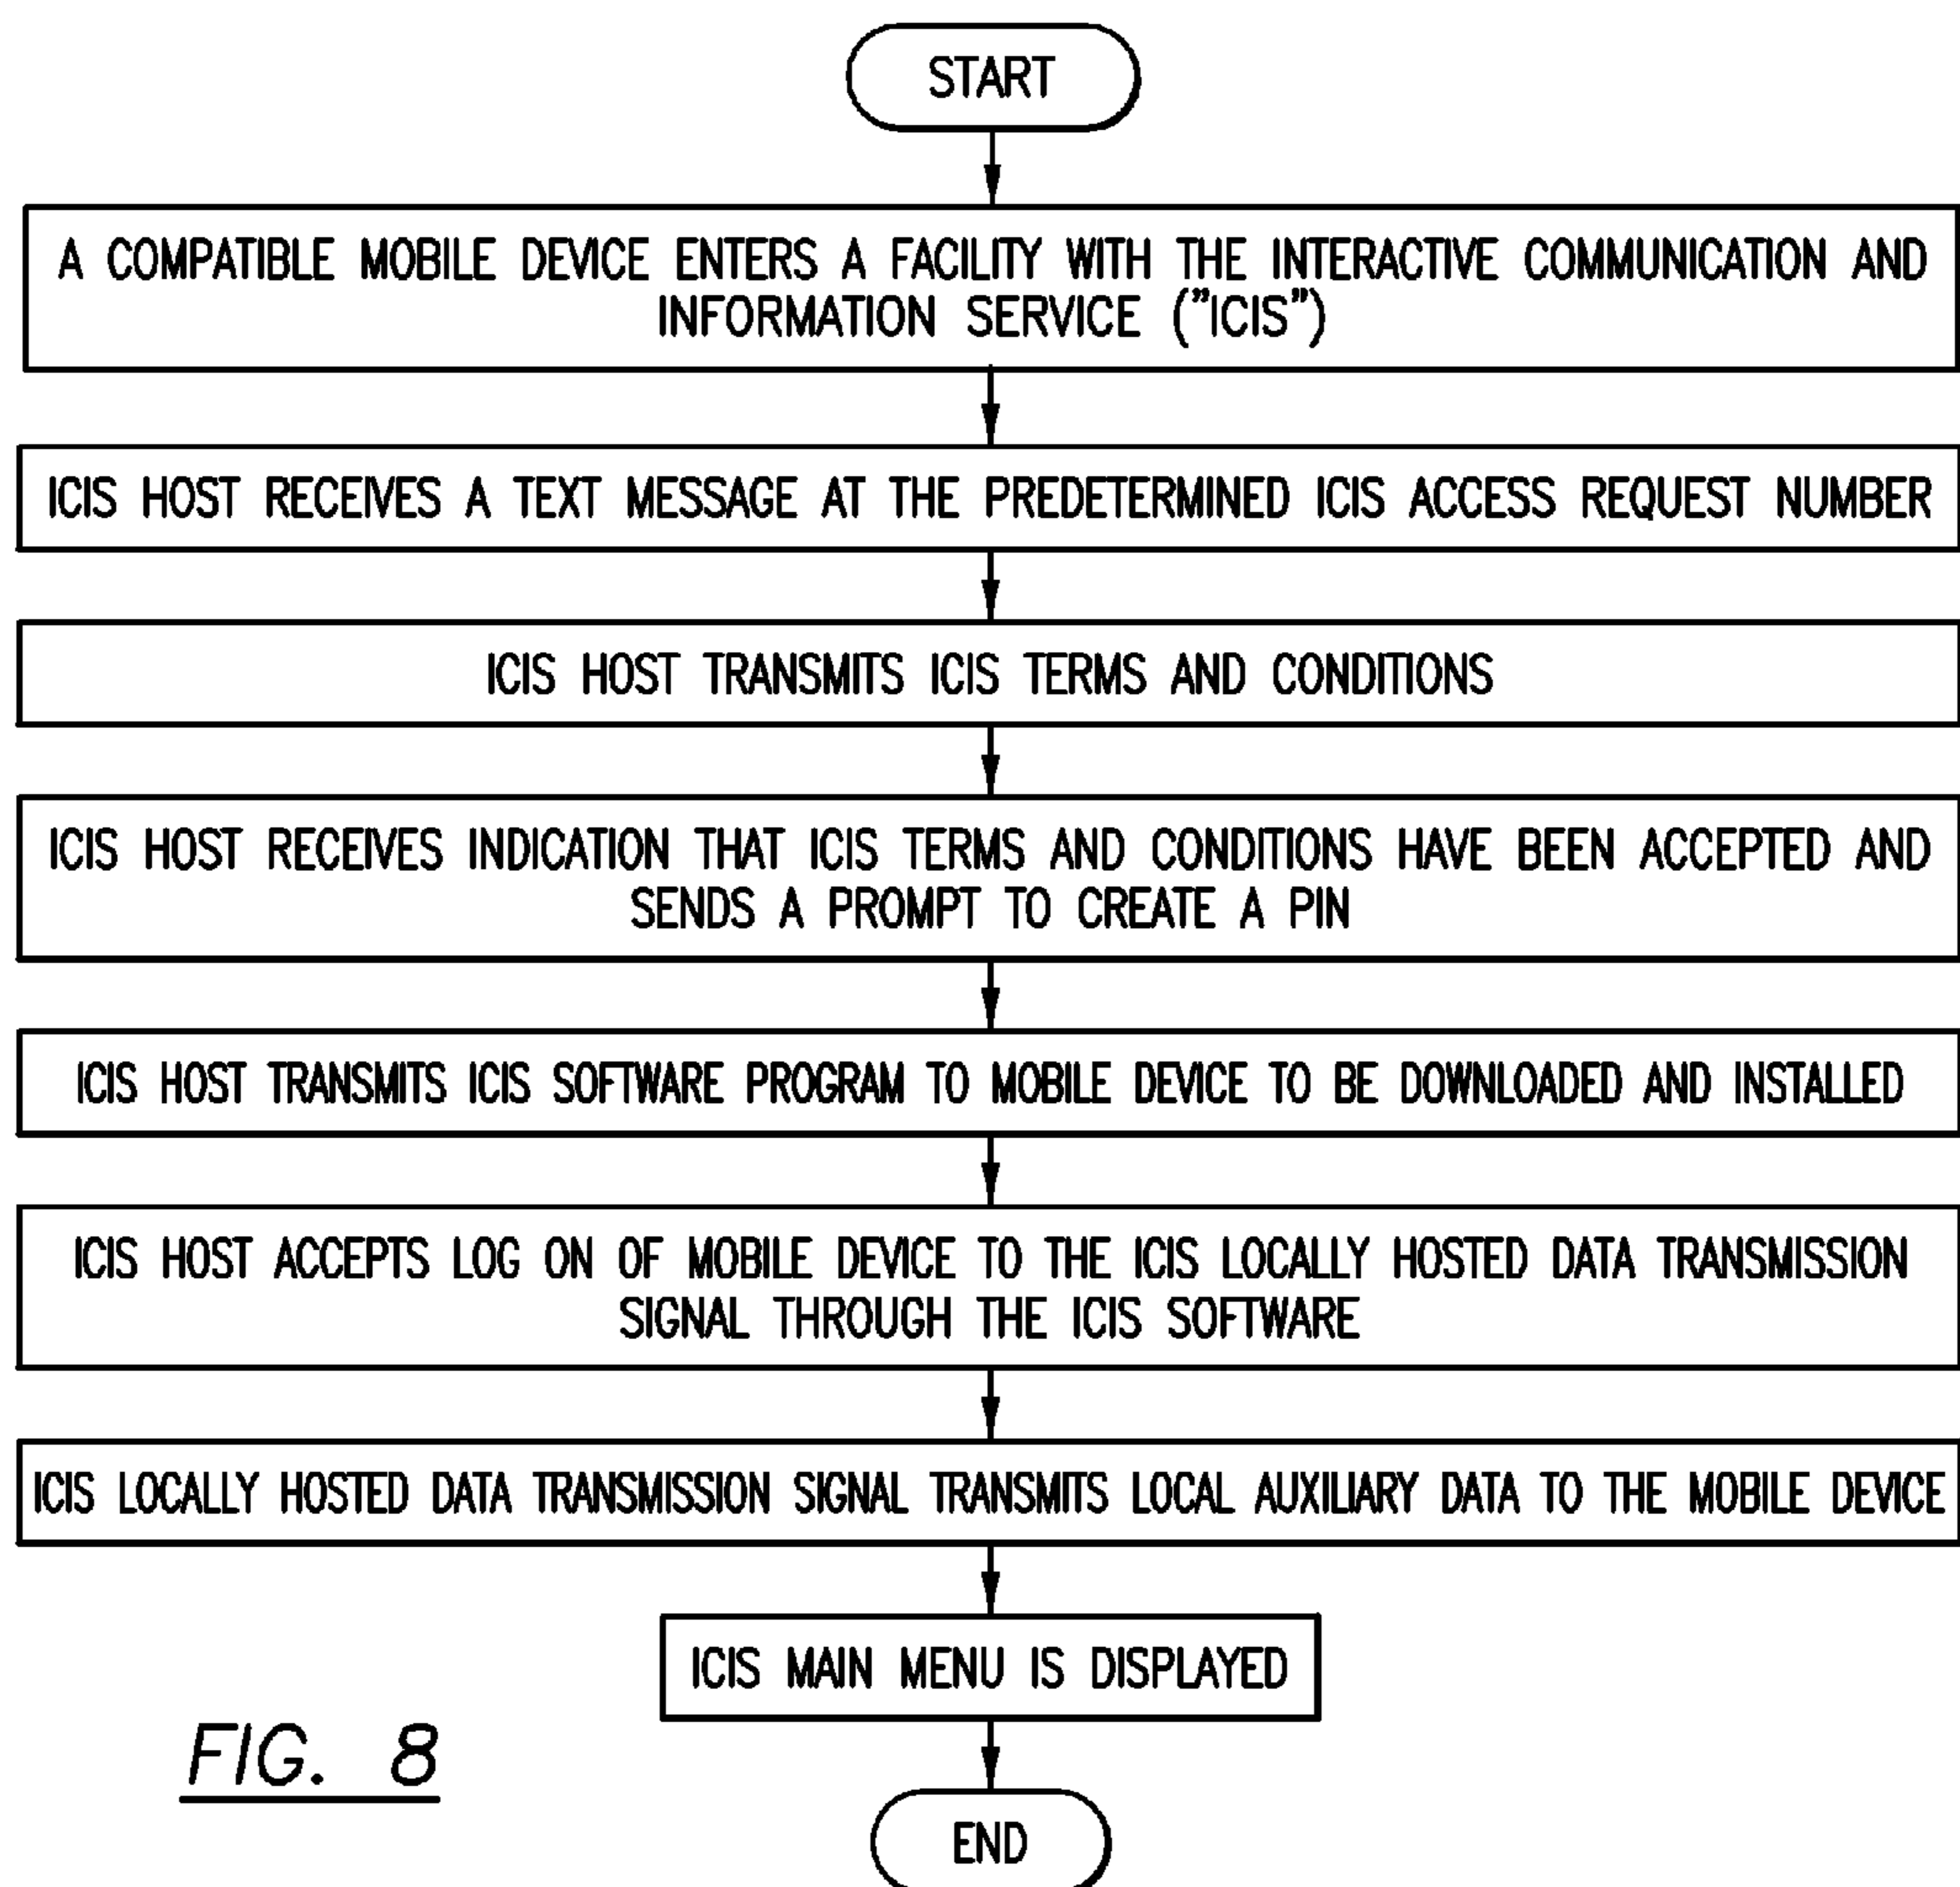 START
A COMPATIBLE MOBILE DEVICE ENTERS A FACILITY WITH THE INTERACTIVE COMMUNICATION AND
INFORMATION SERVICE ("ICIS")
ICIS HOST RECEIVES A TEXT MESSAGE AT THE PREDETERMINED ICIS ACCESS REQUEST NUMBER
ICIS HOST TRANSMITS ICIS TERMS AND CONDITIONS
ICIS HOST RECEIVES INDICATION THAT ICIS TERMS AND CONDITIONS HAVE BEEN ACCEPTED AND
SENDS A PROMPT TO CREATE A PIN
ICIS HOST TRANSMITS ICIS SOFTWARE PROGRAM TO MOBILE DEVICE TO BE DOWNLOADED AND INSTALLED
ICIS HOST ACCEPTS LOG ON OF MOBILE DEVICE TO THE ICIS LOCALLY HOSTED DATA TRANSMISSION
SIGNAL THROUGH THE ICIS SOFTWARE
ICIS LOCALLY HOSTED DATA TRANSMISSION SIGNAL TRANSMITS LOCAL AUXILIARY DATA TO THE MOBILE DEVICE
ICIS MAIN MENU IS DISPLAYED
FIG. 8
END